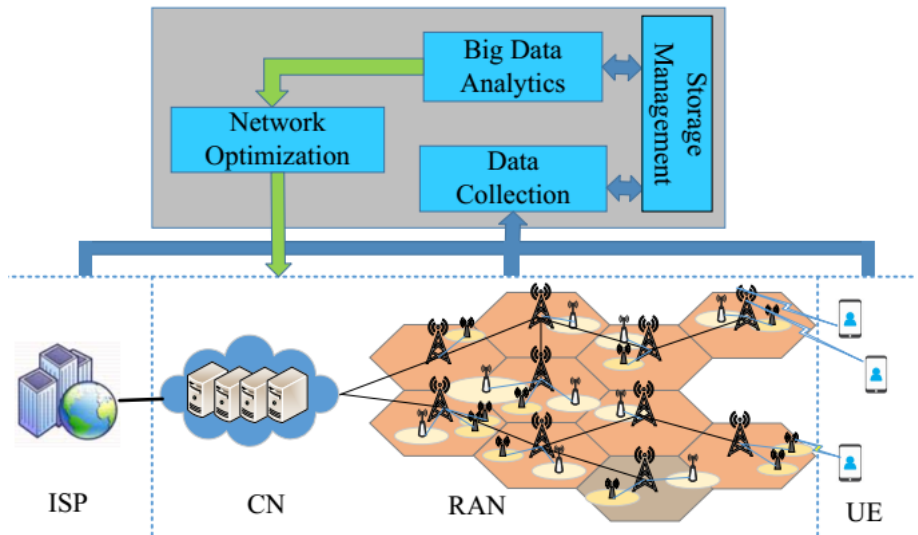 Big Data
Analytics
Storage
Management
Network
Optimization
Data
Collection
ISP
CN
RAN
UE